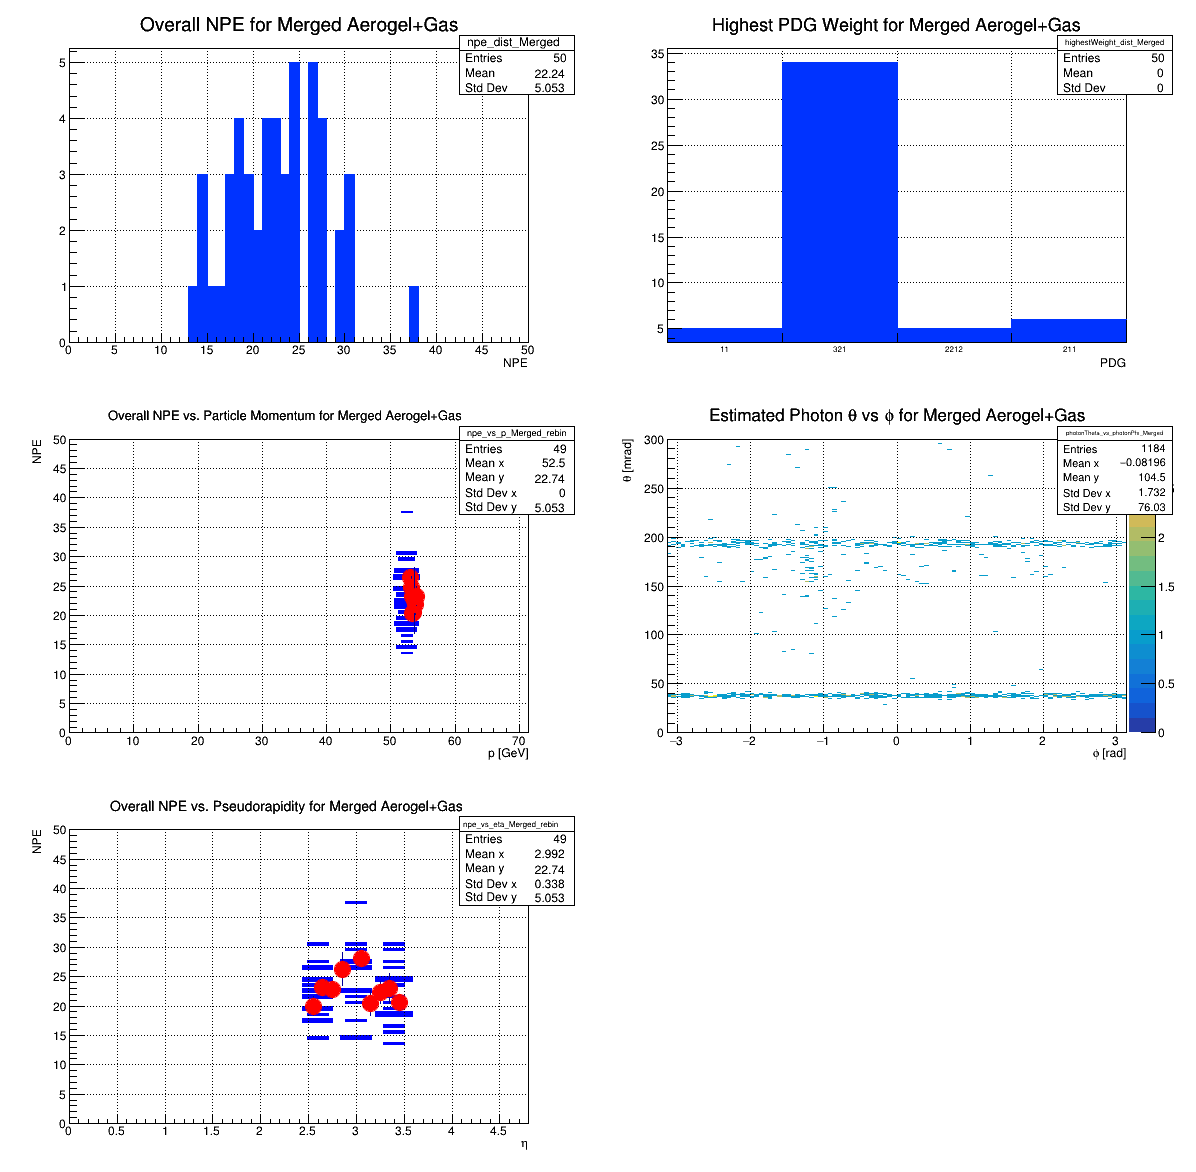 Overall NPE for Merged Aerogel+Gas
npe_dist_Merged
Entries 50
Mean 22.24
Std Dev 5.053
5
4
3
2
1
0
0 5 10 15 20 25 30 35 40 45 50
NPE
Highest PDG Weight for Merged Aerogel+Gas
highestWeight_dist_Merged
Entries 50
Mean 0
Std Dev 0
35
30
25
20
15
10
5
11 321 2212 211
PDG
Overall NPE vs. Particle Momentum for Merged Aerogel+Gas
npe_vs_p_Merged_rebin
Entries 49
Mean x 52.5
Mean y 22.74
Std Dev x 0
Std Dev y 5.053
NPE
50
45
40
35
30
25
20
15
10
5
0
0 10 20 30 40 50 60 70
p [GeV]
Estimated Photon θ vs ϕ for Merged Aerogel+Gas
photonTheta_vs_photonPhi_Merged
Entries 1184
Mean x −0.08196
Mean y 104.5
Std Dev x 1.732
Std Dev y 76.03
θ [mrad]
300
250
200
150
100
50
0
−3 −2 −1 0 1 2 3
ϕ [rad]
2
1.5
1
0.5
0
Overall NPE vs. Pseudorapidity for Merged Aerogel+Gas
npe_vs_eta_Merged_rebin
Entries 49
Mean x 2.992
Mean y 22.74
Std Dev x 0.338
Std Dev y 5.053
NPE
50
45
40
35
30
25
20
15
10
5
0
0 0.5 1 1.5 2 2.5 3 3.5 4 4.5
η